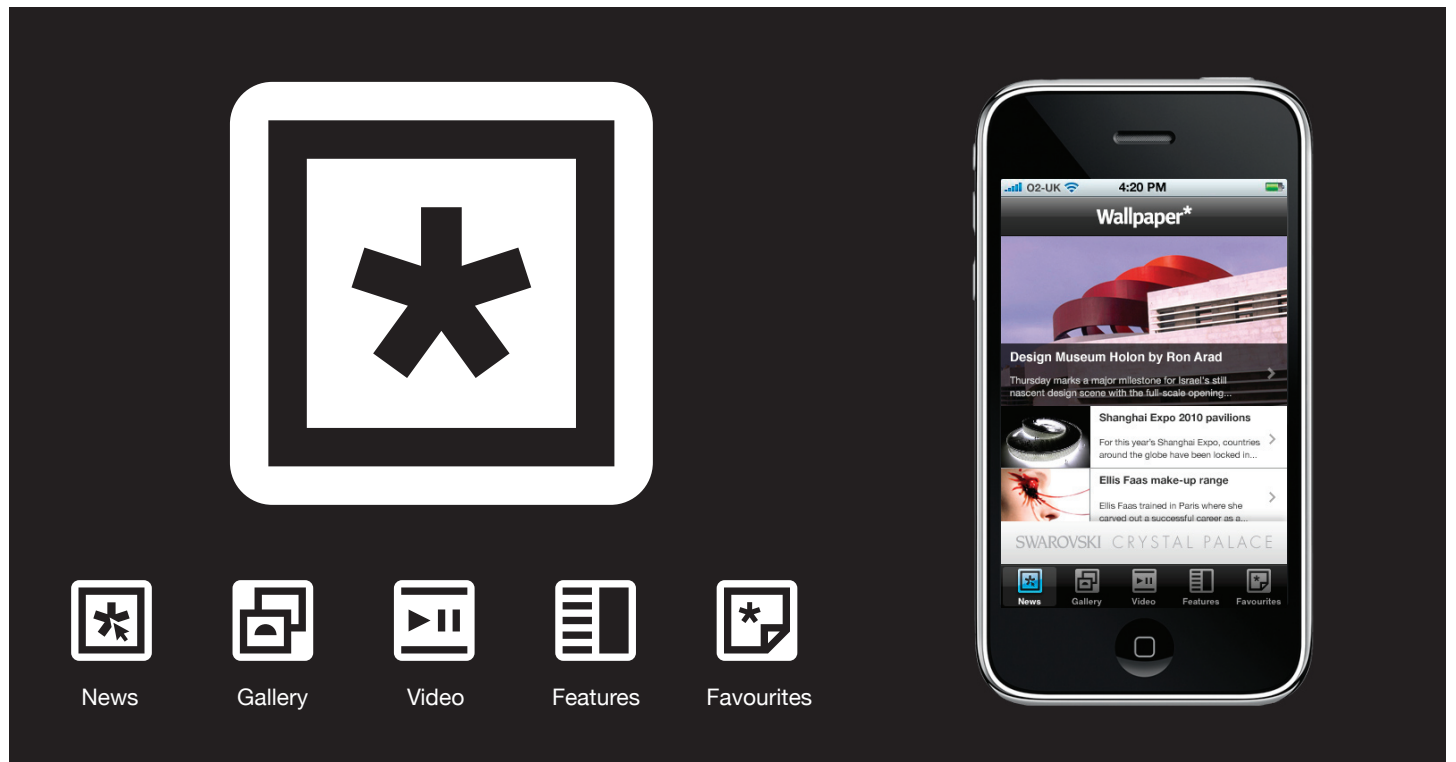 News
Gallery
Video
Features
Favourites
02-UK
4:20 PM
Wallpaper*
Design Museum Holon by Ron Arad
Thursday marks a major milestone for Israel's still
nascent design scene with the full-scale opening...
Shanghai Expo 2010 pavilions
For this year's Shanghai Expo, countries
around the globe have been locked in...
Ellis Faas make-up range
Ellis Faas trained in Paris where she
carved out a successful career as a...
SWAROVSKI CRYSTAL PALACE
News
Gallery
Video
Features
Favourites